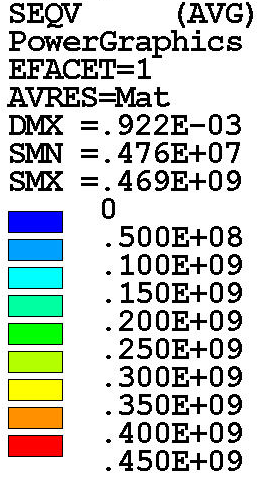 SEQV (AVG)
PowerGraphics
EFACET=1
AVRES=Mat
DMX =.922E-03
SMN =.476E+07
SMX =.469E+09
0
.500E+08
.100E+09
.150E+09
.200E+09
.250E+09
.300E+09
.350E+09
.400E+09
.450E+09